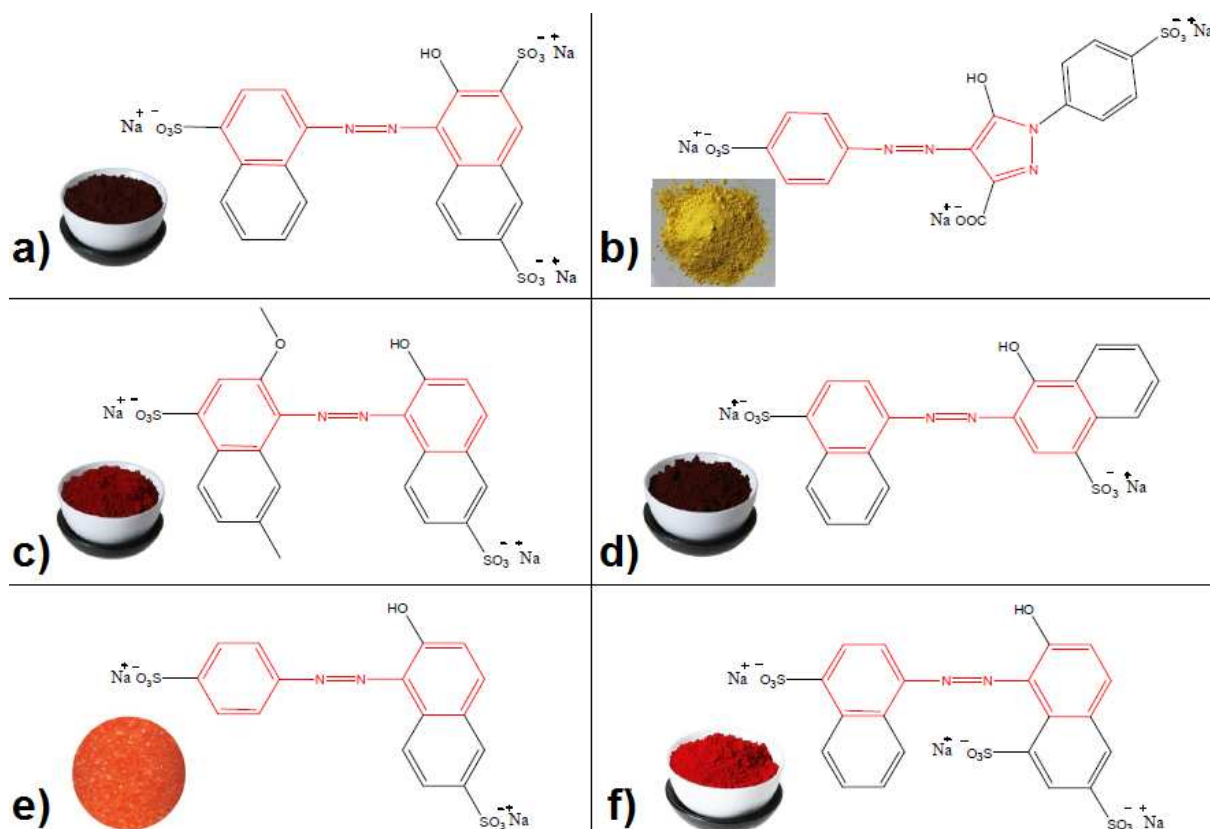 HO
SO₃⁻ ⁺Na
Na⁺ ⁻O₃S
N
N
SO₃⁻ ⁺Na
a)
SO₃⁻ ⁺Na
HO
N
N
N
N
Na⁺⁻O₃S
Na⁺⁻OOC
b)
O
HO
Na⁺⁻O₃S
N
N
SO₃⁻⁺Na
c)
HO
Na⁺⁻O₃S
N
N
SO₃⁻ ⁺Na
d)
HO
Na⁺⁻O₃S
N
N
SO₃⁻⁺Na
e)
HO
Na⁺ ⁻O₃S
N
N
Na⁺ ⁻O₃S
SO₃⁻ ⁺Na
f)